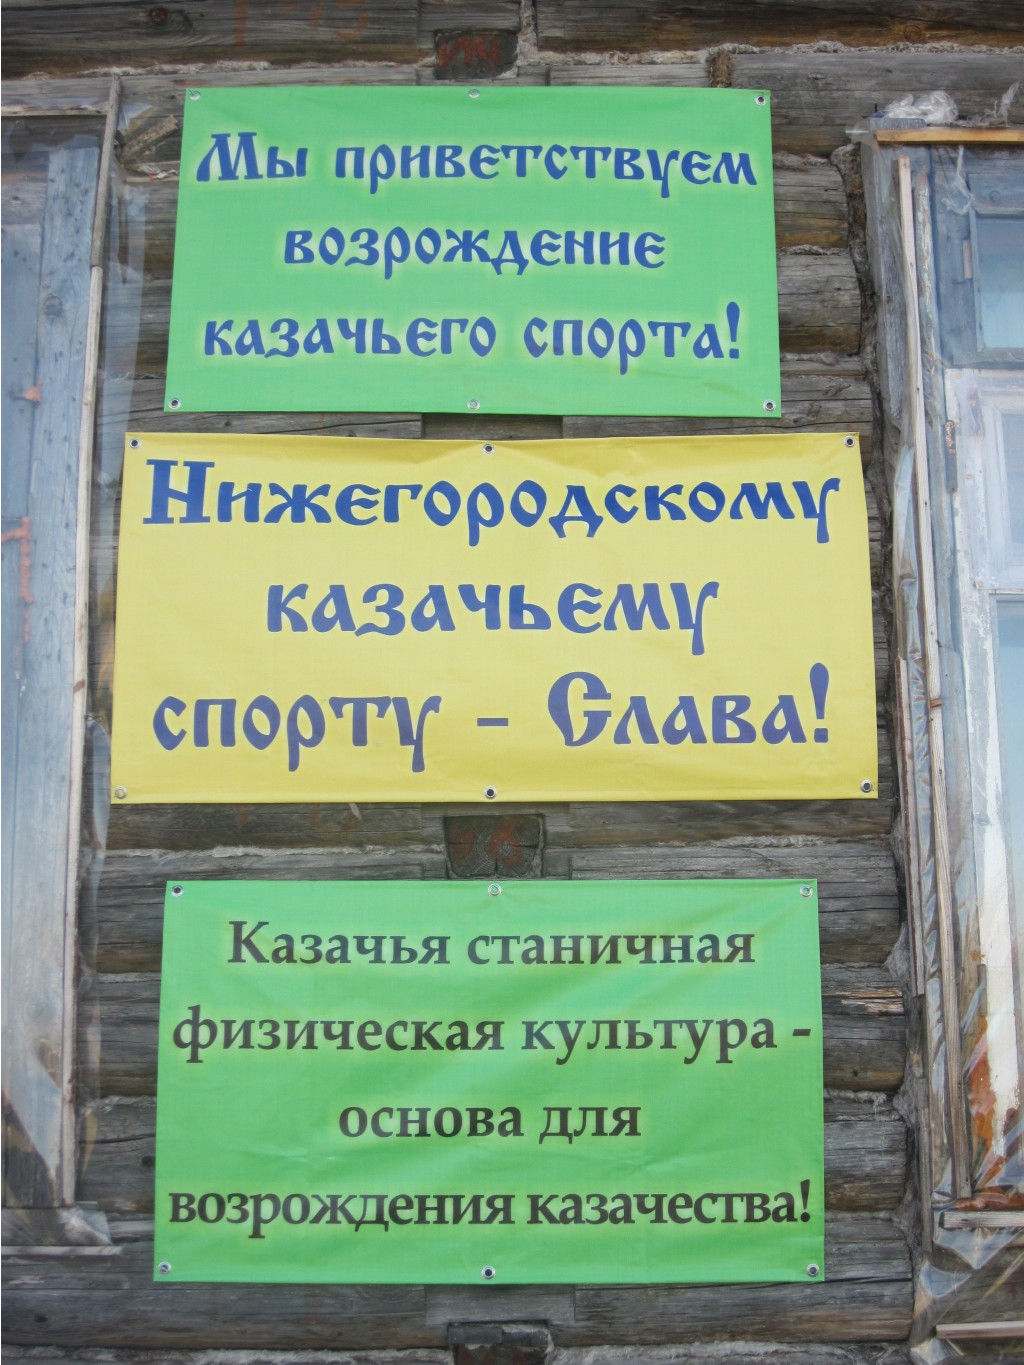 Мы приветствуем
возрождение
казачьего спорта!
Нижегородскому
казачьему
спорту - Слава!
Казачья станичная
физическая культура -
основа для
возрождения казачества!